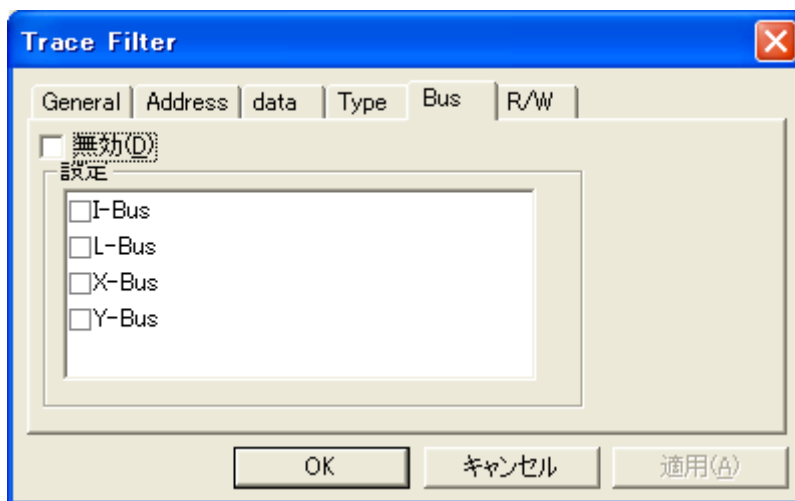 Trace Filter
General Address data Type Bus R/W
無効(D)
設定
I-Bus
L-Bus
X-Bus
Y-Bus
OK キャンセル 適用(A)